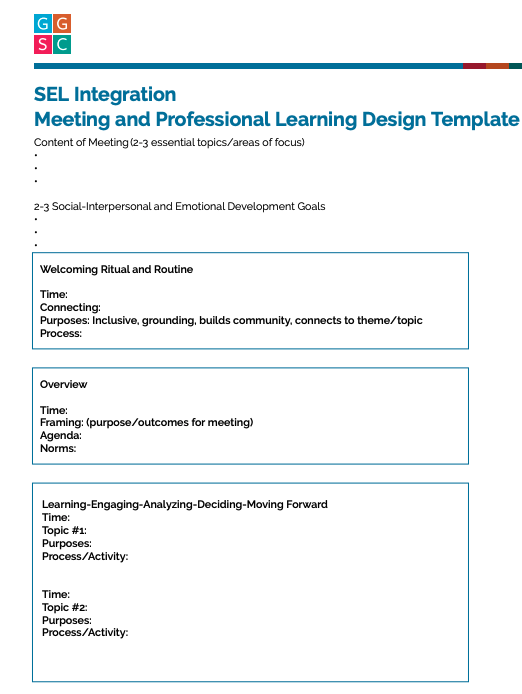 G G
S C
SEL Integration
Meeting and Professional Learning Design Template
Content of Meeting (2-3 essential topics/areas of focus)
•
•
•
2-3 Social-Interpersonal and Emotional Development Goals
•
•
•
Welcoming Ritual and Routine
Time:
Connecting:
Purposes: Inclusive, grounding, builds community, connects to theme/topic
Process:
Overview
Time:
Framing: (purpose/outcomes for meeting)
Agenda:
Norms:
Learning-Engaging-Analyzing-Deciding-Moving Forward
Time:
Topic #1:
Purposes:
Process/Activity:
Time:
Topic #2:
Purposes:
Process/Activity: